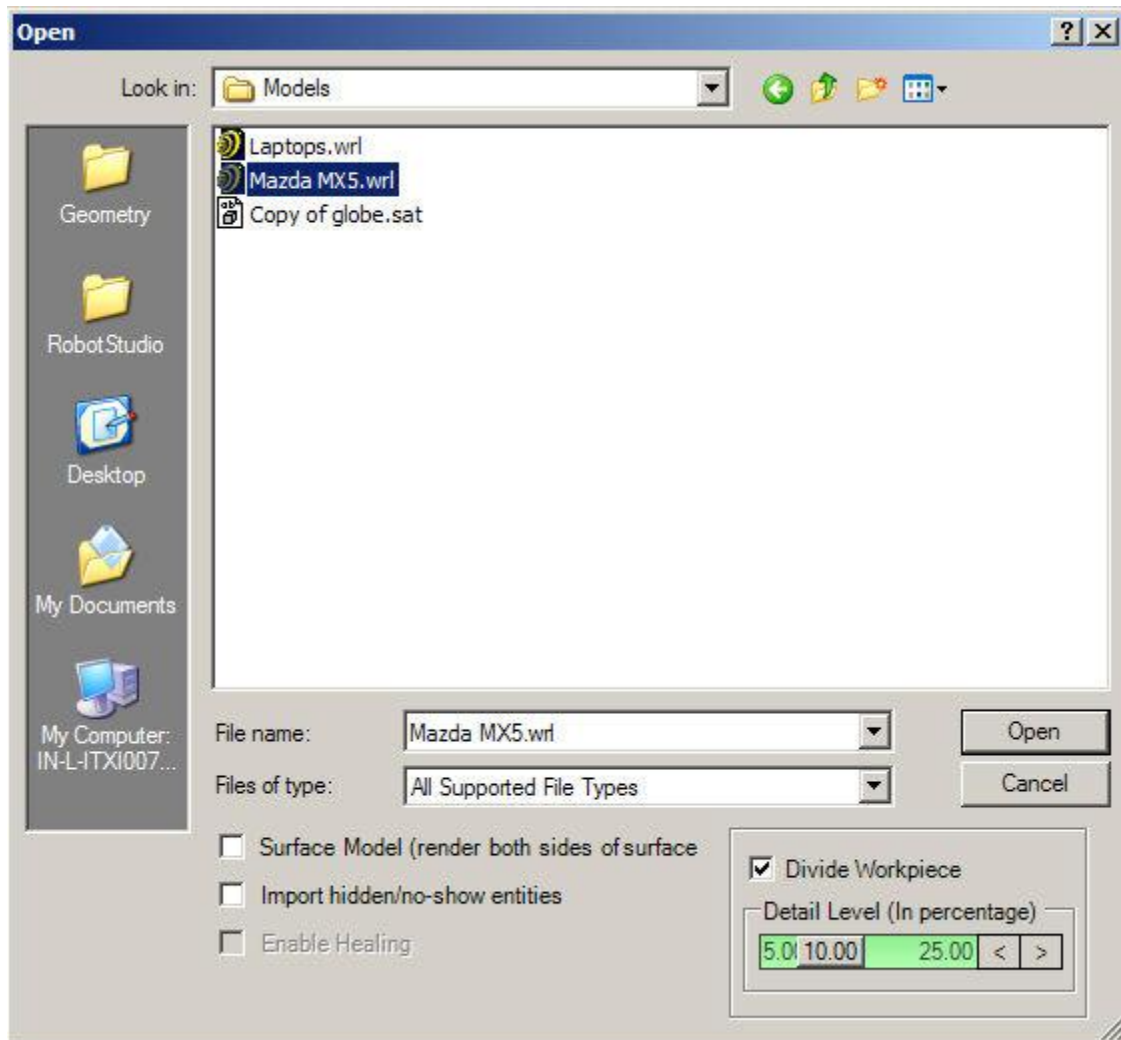 Open
Look in:
Models
Geometry
RobotStudio
Desktop
My Documents
My Computer:
IN-L-ITXI007...
Laptops.wrl
Mazda MX5.wrl
Copy of globe.sat
File name:
Mazda MX5.wrl
Open
Files of type:
All Supported File Types
Cancel
Surface Model (render both sides of surface
Import hidden/no-show entities
Enable Healing
Divide Workpiece
Detail Level (In percentage)
10.00 25.00 < >